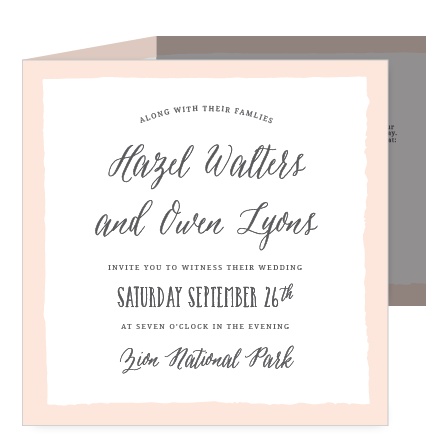 ALONG WITH THEIR FAMLIES
Hazel Walters
and Owen Lyons
INVITE YOU TO WITNESS THEIR WEDDING
SATURDAY SEPTEMBER 26th
AT SEVEN O'CLOCK IN THE EVENING
Zion National Park